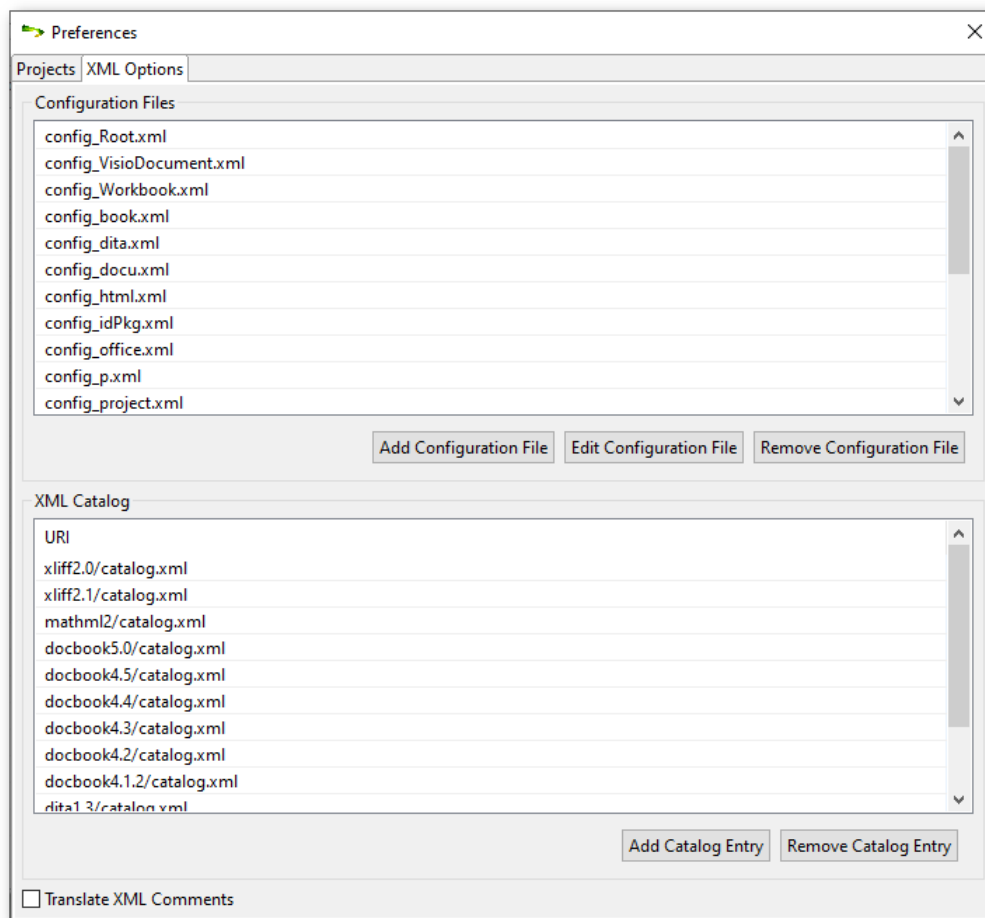 Preferences
Projects XML Options
Configuration Files
config_Root.xml
config_VisioDocument.xml
config_Workbook.xml
config_book.xml
config_dita.xml
config_docu.xml
config_html.xml
config_idPkg.xml
config_office.xml
config_p.xml
config_project.xml
Add Configuration File Edit Configuration File Remove Configuration File
XML Catalog
URI
xliff2.0/catalog.xml
xliff2.1/catalog.xml
mathml2/catalog.xml
docbook5.0/catalog.xml
docbook4.5/catalog.xml
docbook4.4/catalog.xml
docbook4.3/catalog.xml
docbook4.2/catalog.xml
docbook4.1.2/catalog.xml
dita1.3/catalog.xml
Add Catalog Entry Remove Catalog Entry
Translate XML Comments